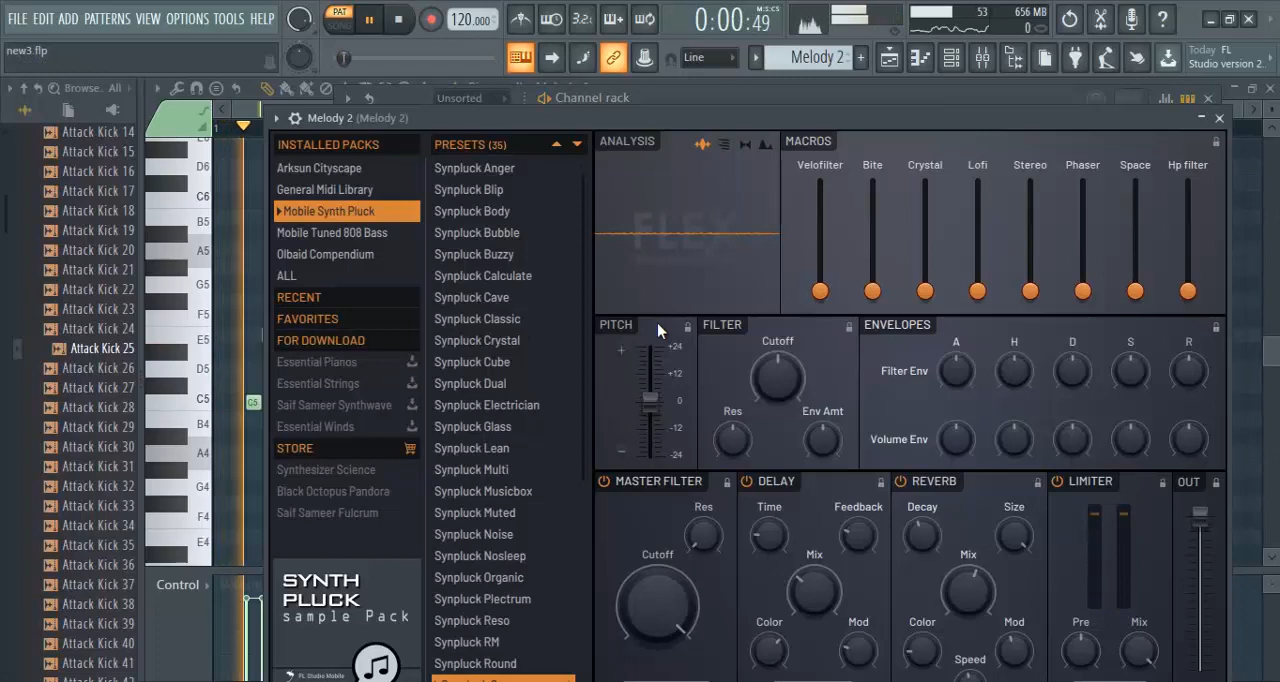 FILE EDIT ADD PATTERNS VIEW OPTIONS TOOLS HELP
PAT
SONG
120.000
3.2.
0:00:49
M:S:CS
53
656 MB
0
new3.flp
Line
Melody 2
Today FL
Studio version 2.
Browse.. All
Unsorted
Channel rack
1
Attack Kick 14
Attack Kick 15
Attack Kick 16
Attack Kick 17
Attack Kick 18
Attack Kick 19
Attack Kick 20
Attack Kick 21
Attack Kick 22
Attack Kick 23
Attack Kick 24
Attack Kick 25
Attack Kick 26
Attack Kick 27
Attack Kick 28
Attack Kick 29
Attack Kick 30
Attack Kick 31
Attack Kick 32
Attack Kick 33
Attack Kick 34
Attack Kick 35
Attack Kick 36
Attack Kick 37
Attack Kick 38
Attack Kick 39
Attack Kick 40
Attack Kick 41
D6
C6
B5
A5
G5
F5
E5
D5
C5
B4
A4
G4
F4
E4
C5
Control
Melody 2 (Melody 2)
INSTALLED PACKS
Arksun Cityscape
General Midi Library
Mobile Synth Pluck
Mobile Tuned 808 Bass
Olbaid Compendium
ALL
RECENT
FAVORITES
FOR DOWNLOAD
Essential Pianos
Essential Strings
Saif Sameer Synthwave
Essential Winds
STORE
Synthesizer Science
Black Octopus Pandora
Saif Sameer Fulcrum
SYNTH
PLUCK
sample Pack
FL Studio Mobile
PRESETS (35)
Synpluck Anger
Synpluck Blip
Synpluck Body
Synpluck Bubble
Synpluck Buzzy
Synpluck Calculate
Synpluck Cave
Synpluck Classic
Synpluck Crystal
Synpluck Cube
Synpluck Dual
Synpluck Electrician
Synpluck Glass
Synpluck Lean
Synpluck Multi
Synpluck Musicbox
Synpluck Muted
Synpluck Noise
Synpluck Nosleep
Synpluck Organic
Synpluck Plectrum
Synpluck Reso
Synpluck RM
Synpluck Round
ANALYSIS
FLEX
MACROS
Velofilter Bite Crystal Lofi Stereo Phaser Space Hp filter
PITCH
+24
+12
0
-12
-24
FILTER
Cutoff
Res
Env Amt
ENVELOPES
A H D S R
Filter Env
Volume Env
MASTER FILTER
Res
Cutoff
DELAY
Time
Feedback
Mix
Color
Mod
REVERB
Decay
Size
Mix
Color
Mod
Speed
LIMITER
Pre
Mix
OUT